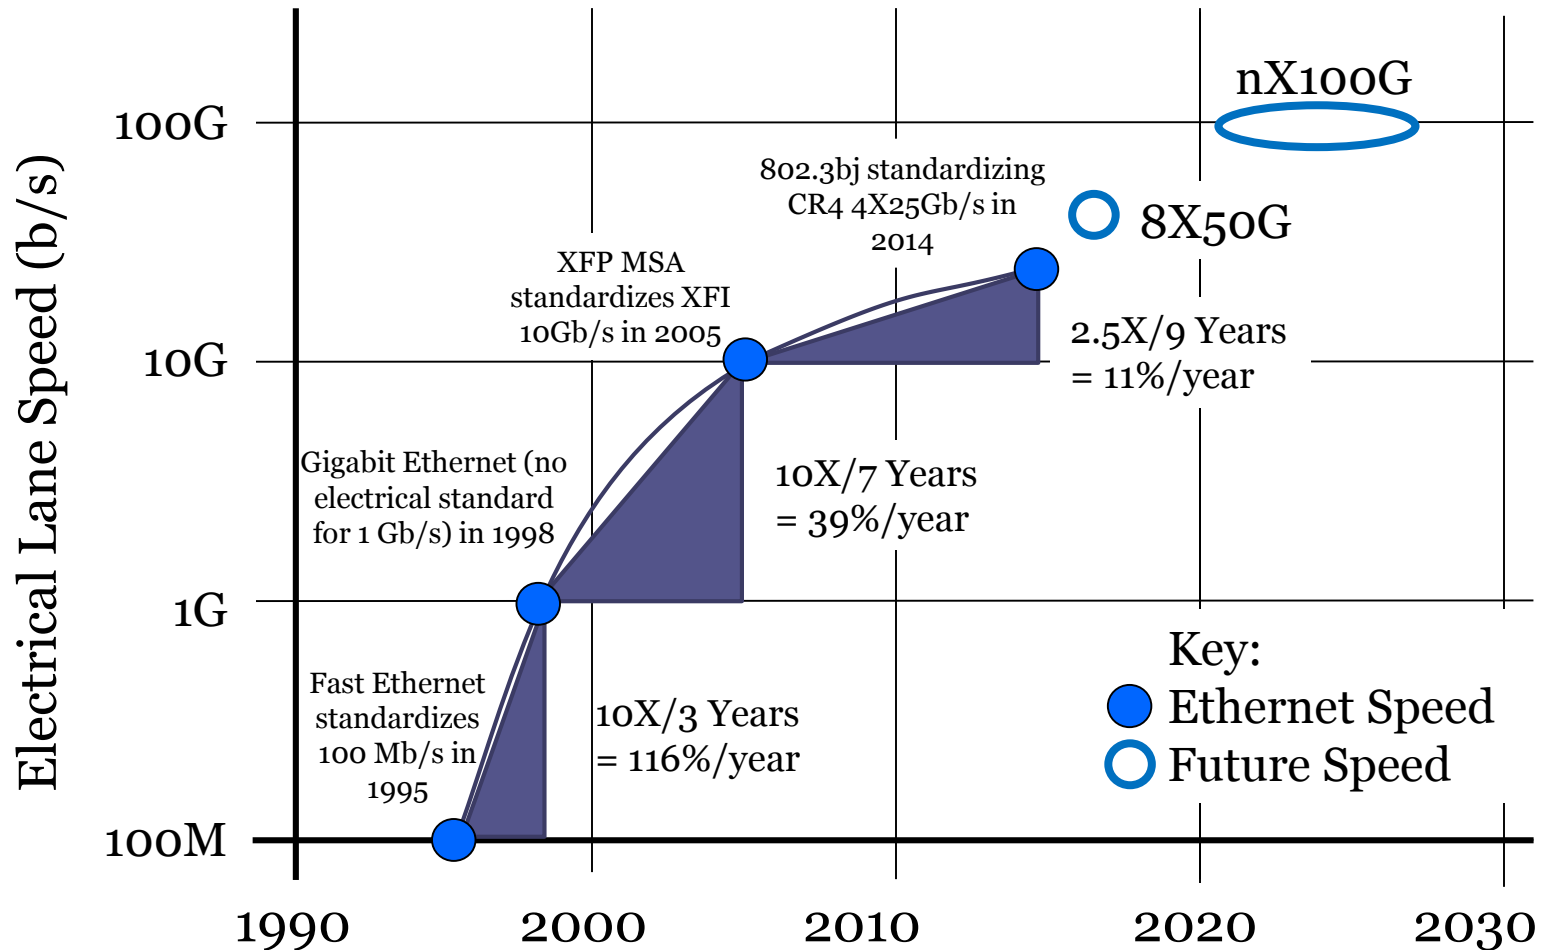 nX100G
100G
802.3bj standardizing
CR4 4X25Gb/s in
2014
8X50G
XFP MSA
standardizes XFI
10Gb/s in 2005
2.5X/9 Years
= 11%/year
10G
Gigabit Ethernet (no
electrical standard
for 1 Gb/s) in 1998
10X/7 Years
= 39%/year
1G
Fast Ethernet
standardizes
100 Mb/s in
1995
10X/3 Years
= 116%/year
Key:
Ethernet Speed
Future Speed
100M
Electrical Lane Speed (b/s)
1990 2000 2010 2020 2030